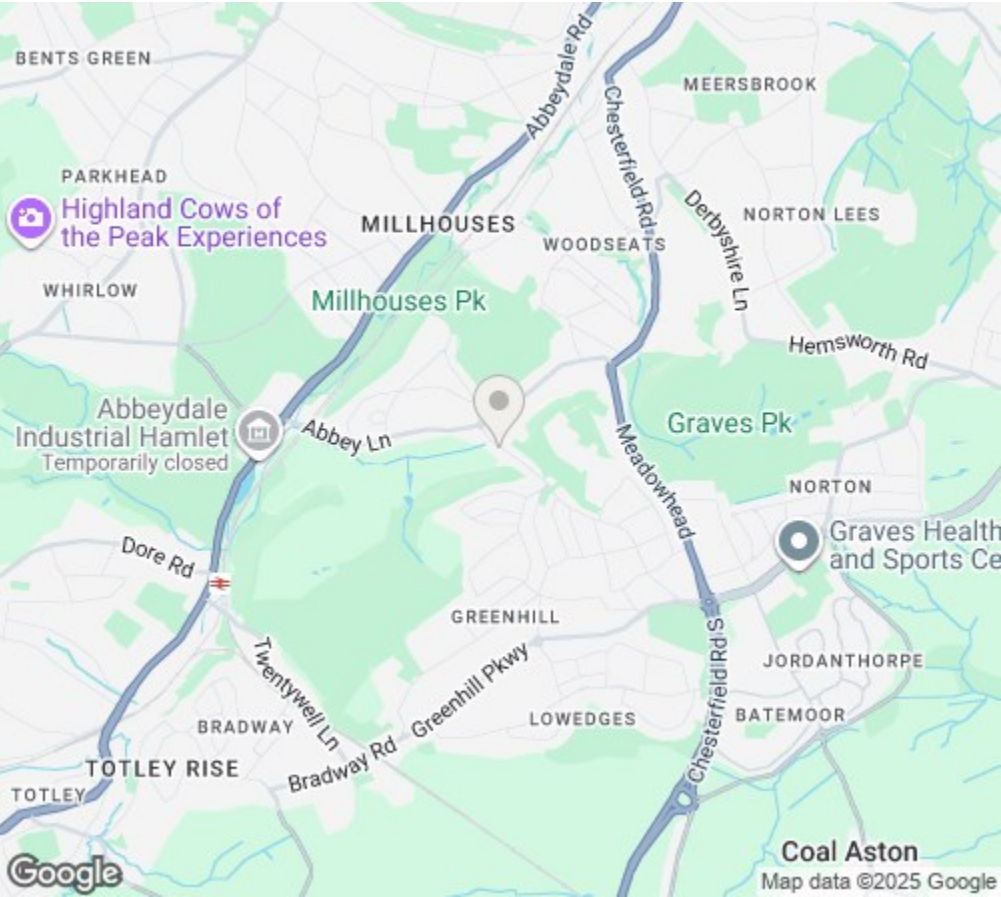 Abbeydale Rd
BENTS GREEN
MEERSBROOK
Chesterfield Rd
PARKHEAD
Highland Cows of
the Peak Experiences
MILLHOUSES
Derbyshire Ln
NORTON LEES
WOODSEATS
WHIRLOW
Millhouses Pk
Hemsworth Rd
Abbeydale
Industrial Hamlet
Temporarily closed
Abbey Ln
Graves Pk
Meadowhead
NORTON
Graves Health
and Sports Ce
Dore Rd
GREENHILL
Twentywell Ln
Greenhill Pkwy
Chesterfield Rd S
JORDANTHORPE
LOWEDGES
BATEMOOR
BRADWAY
Bradway Rd
TOTLEY RISE
TOTLEY
Coal Aston
Google
Map data ©2025 Google